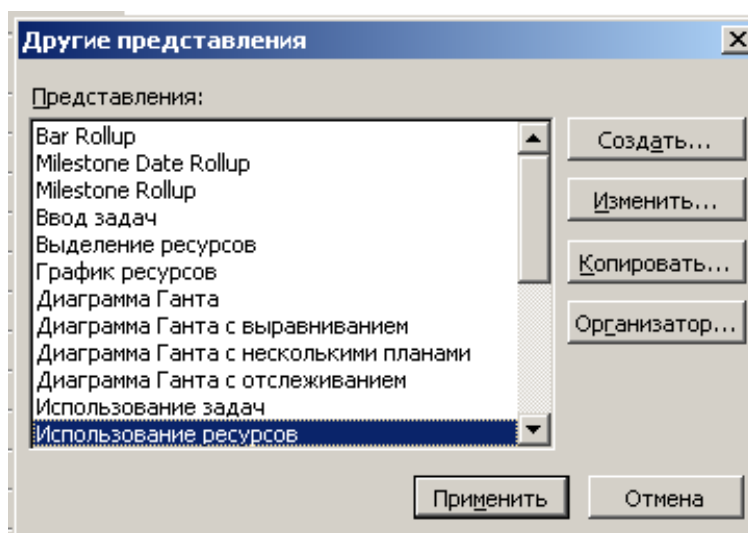 Другие представления
Представления:
Bar Rollup
Milestone Date Rollup
Milestone Rollup
Ввод задач
Выделение ресурсов
График ресурсов
Диаграмма Ганта
Диаграмма Ганта с выравниванием
Диаграмма Ганта с несколькими планами
Диаграмма Ганта с отслеживанием
Использование задач
Использование ресурсов
Создать...
Изменить...
Копировать...
Организатор...
Применить
Отмена